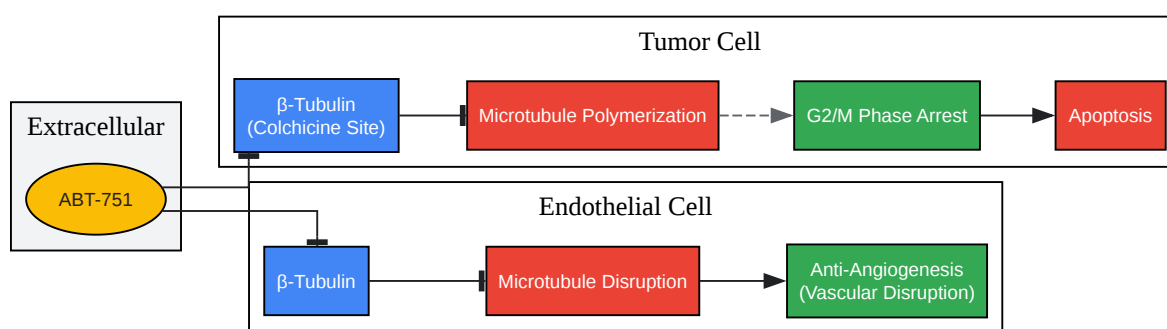 Tumor Cell
Extracellular
ABT-751
β-Tubulin
(Colchicine Site)
Microtubule Polymerization
G2/M Phase Arrest
Apoptosis
Endothelial Cell
β-Tubulin
Microtubule Disruption
Anti-Angiogenesis
(Vascular Disruption)